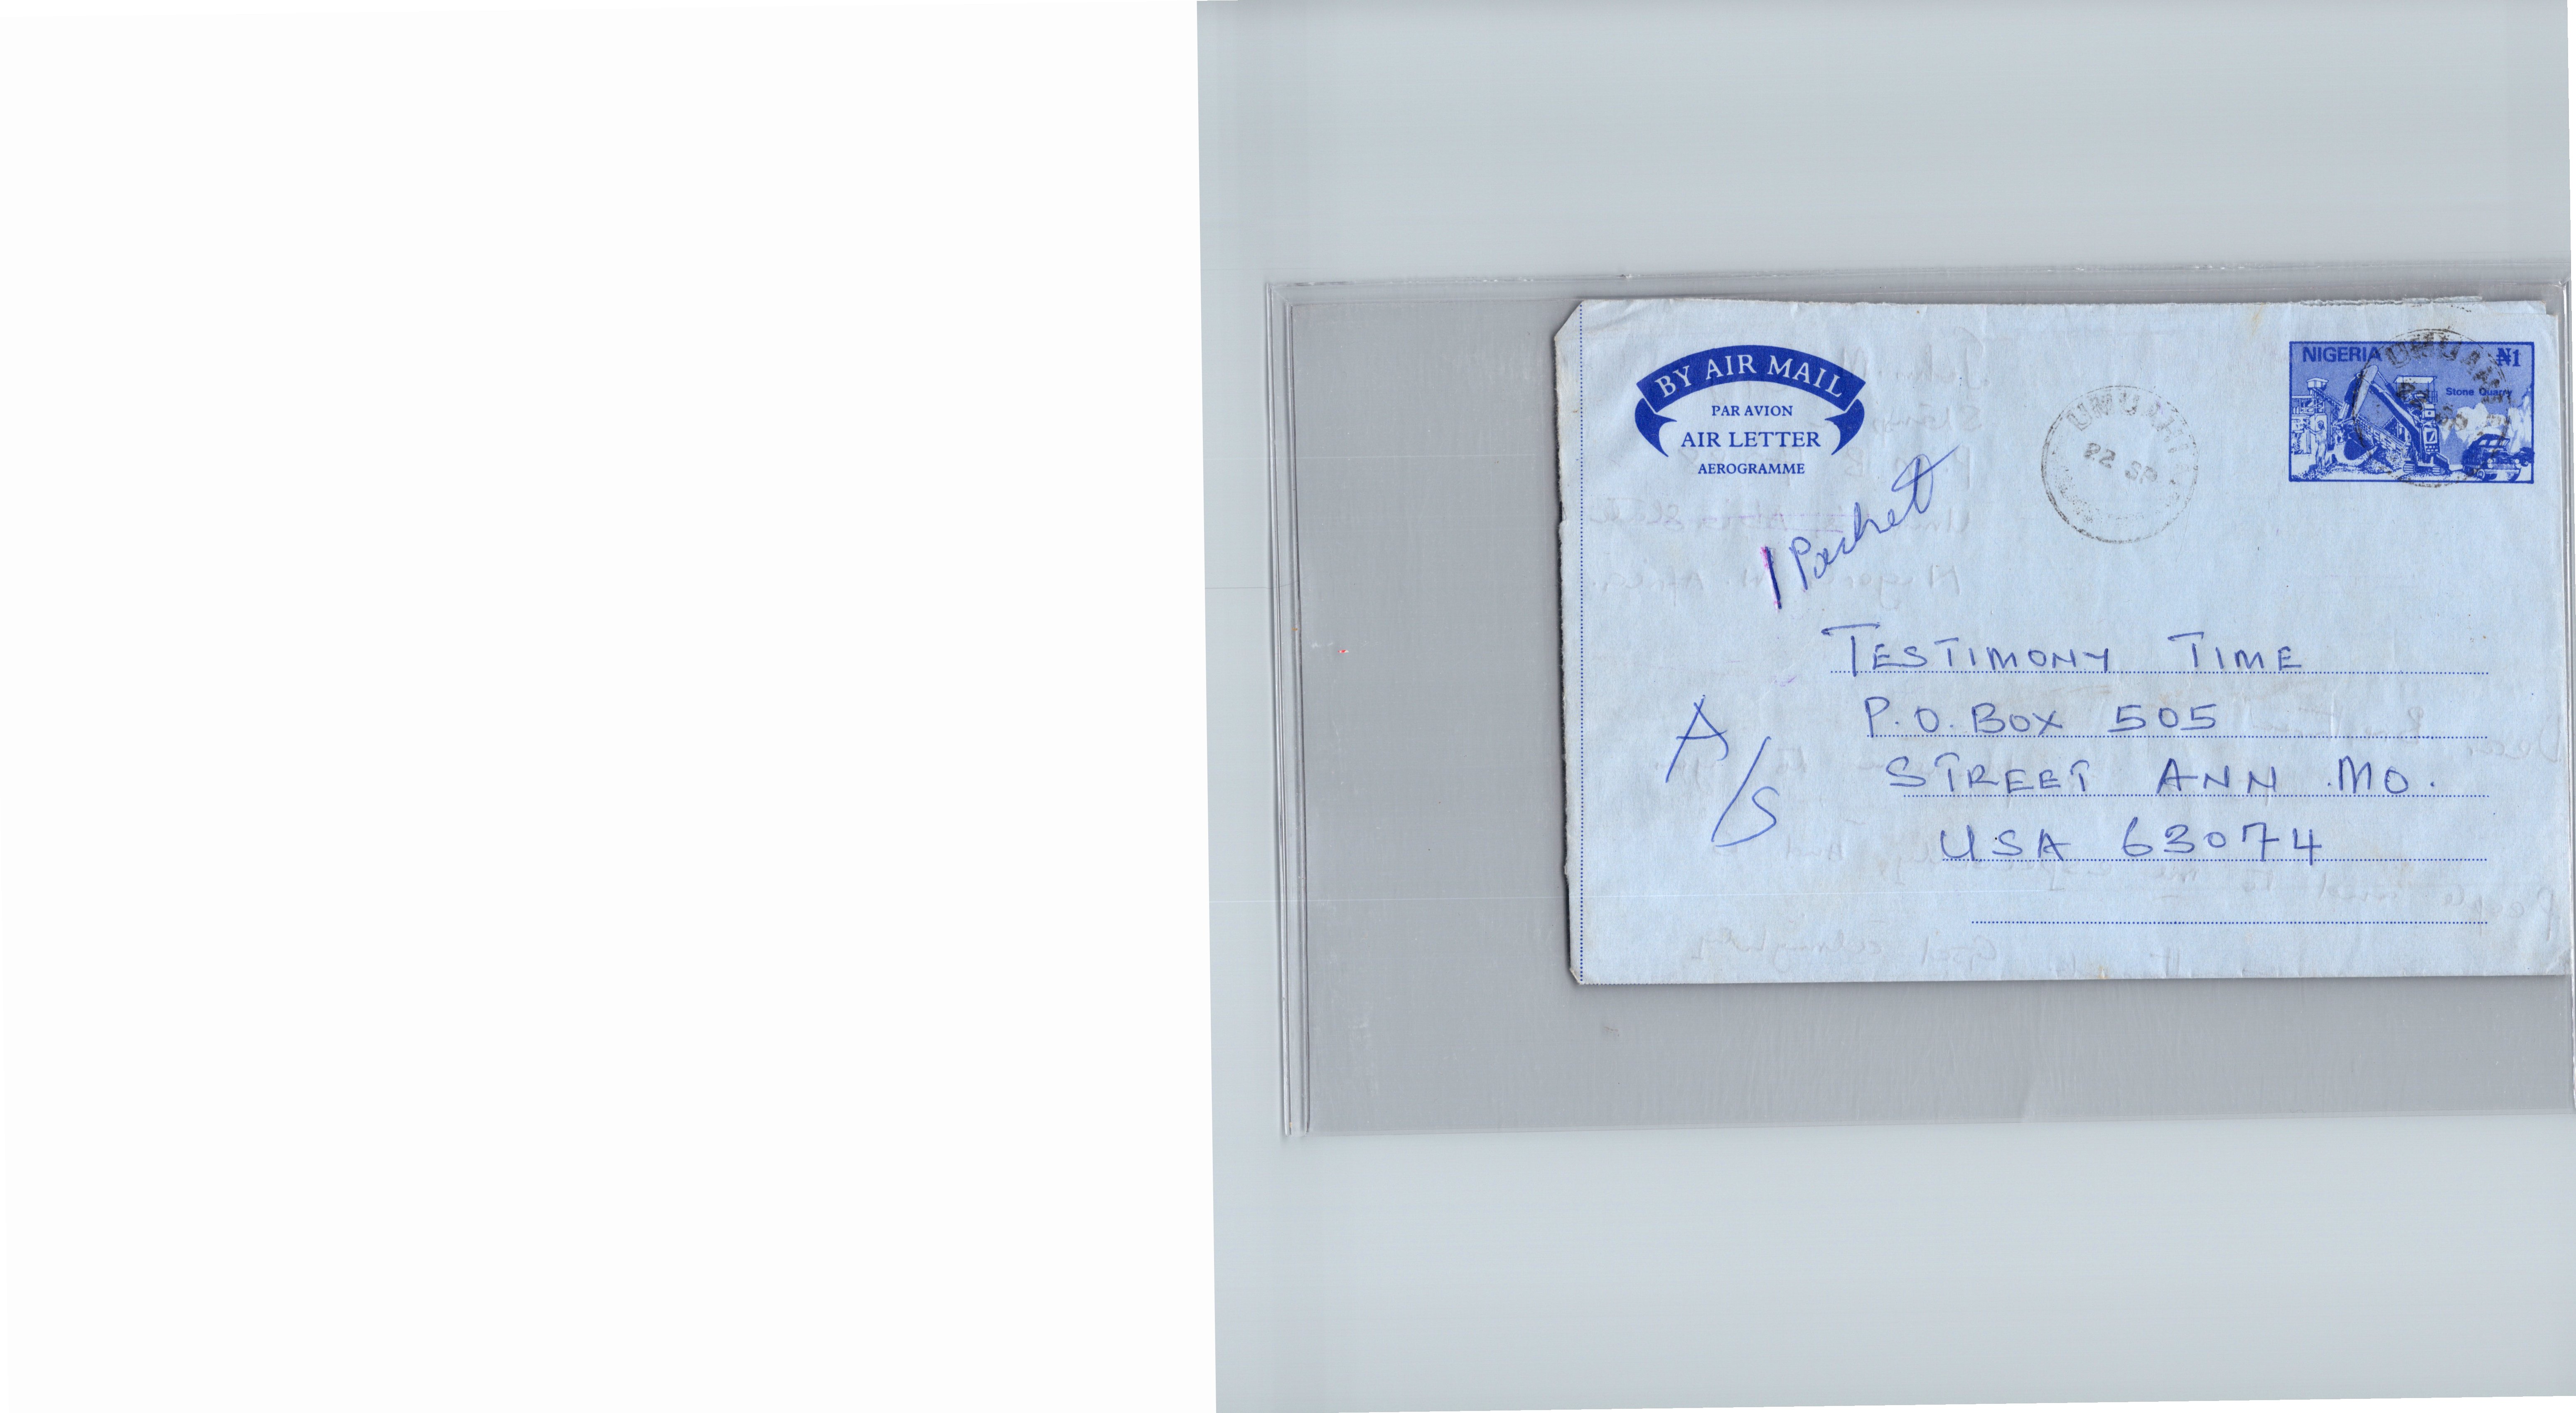 BY AIR MAIL
PAR AVION
AIR LETTER
AEROGRAMME
NIGERIA ₦1
Stone Quarry
22 SP
1 Packet
TESTIMONY TIME
P.O. BOX 505
STREET ANN MO.
USA 63074
A/S